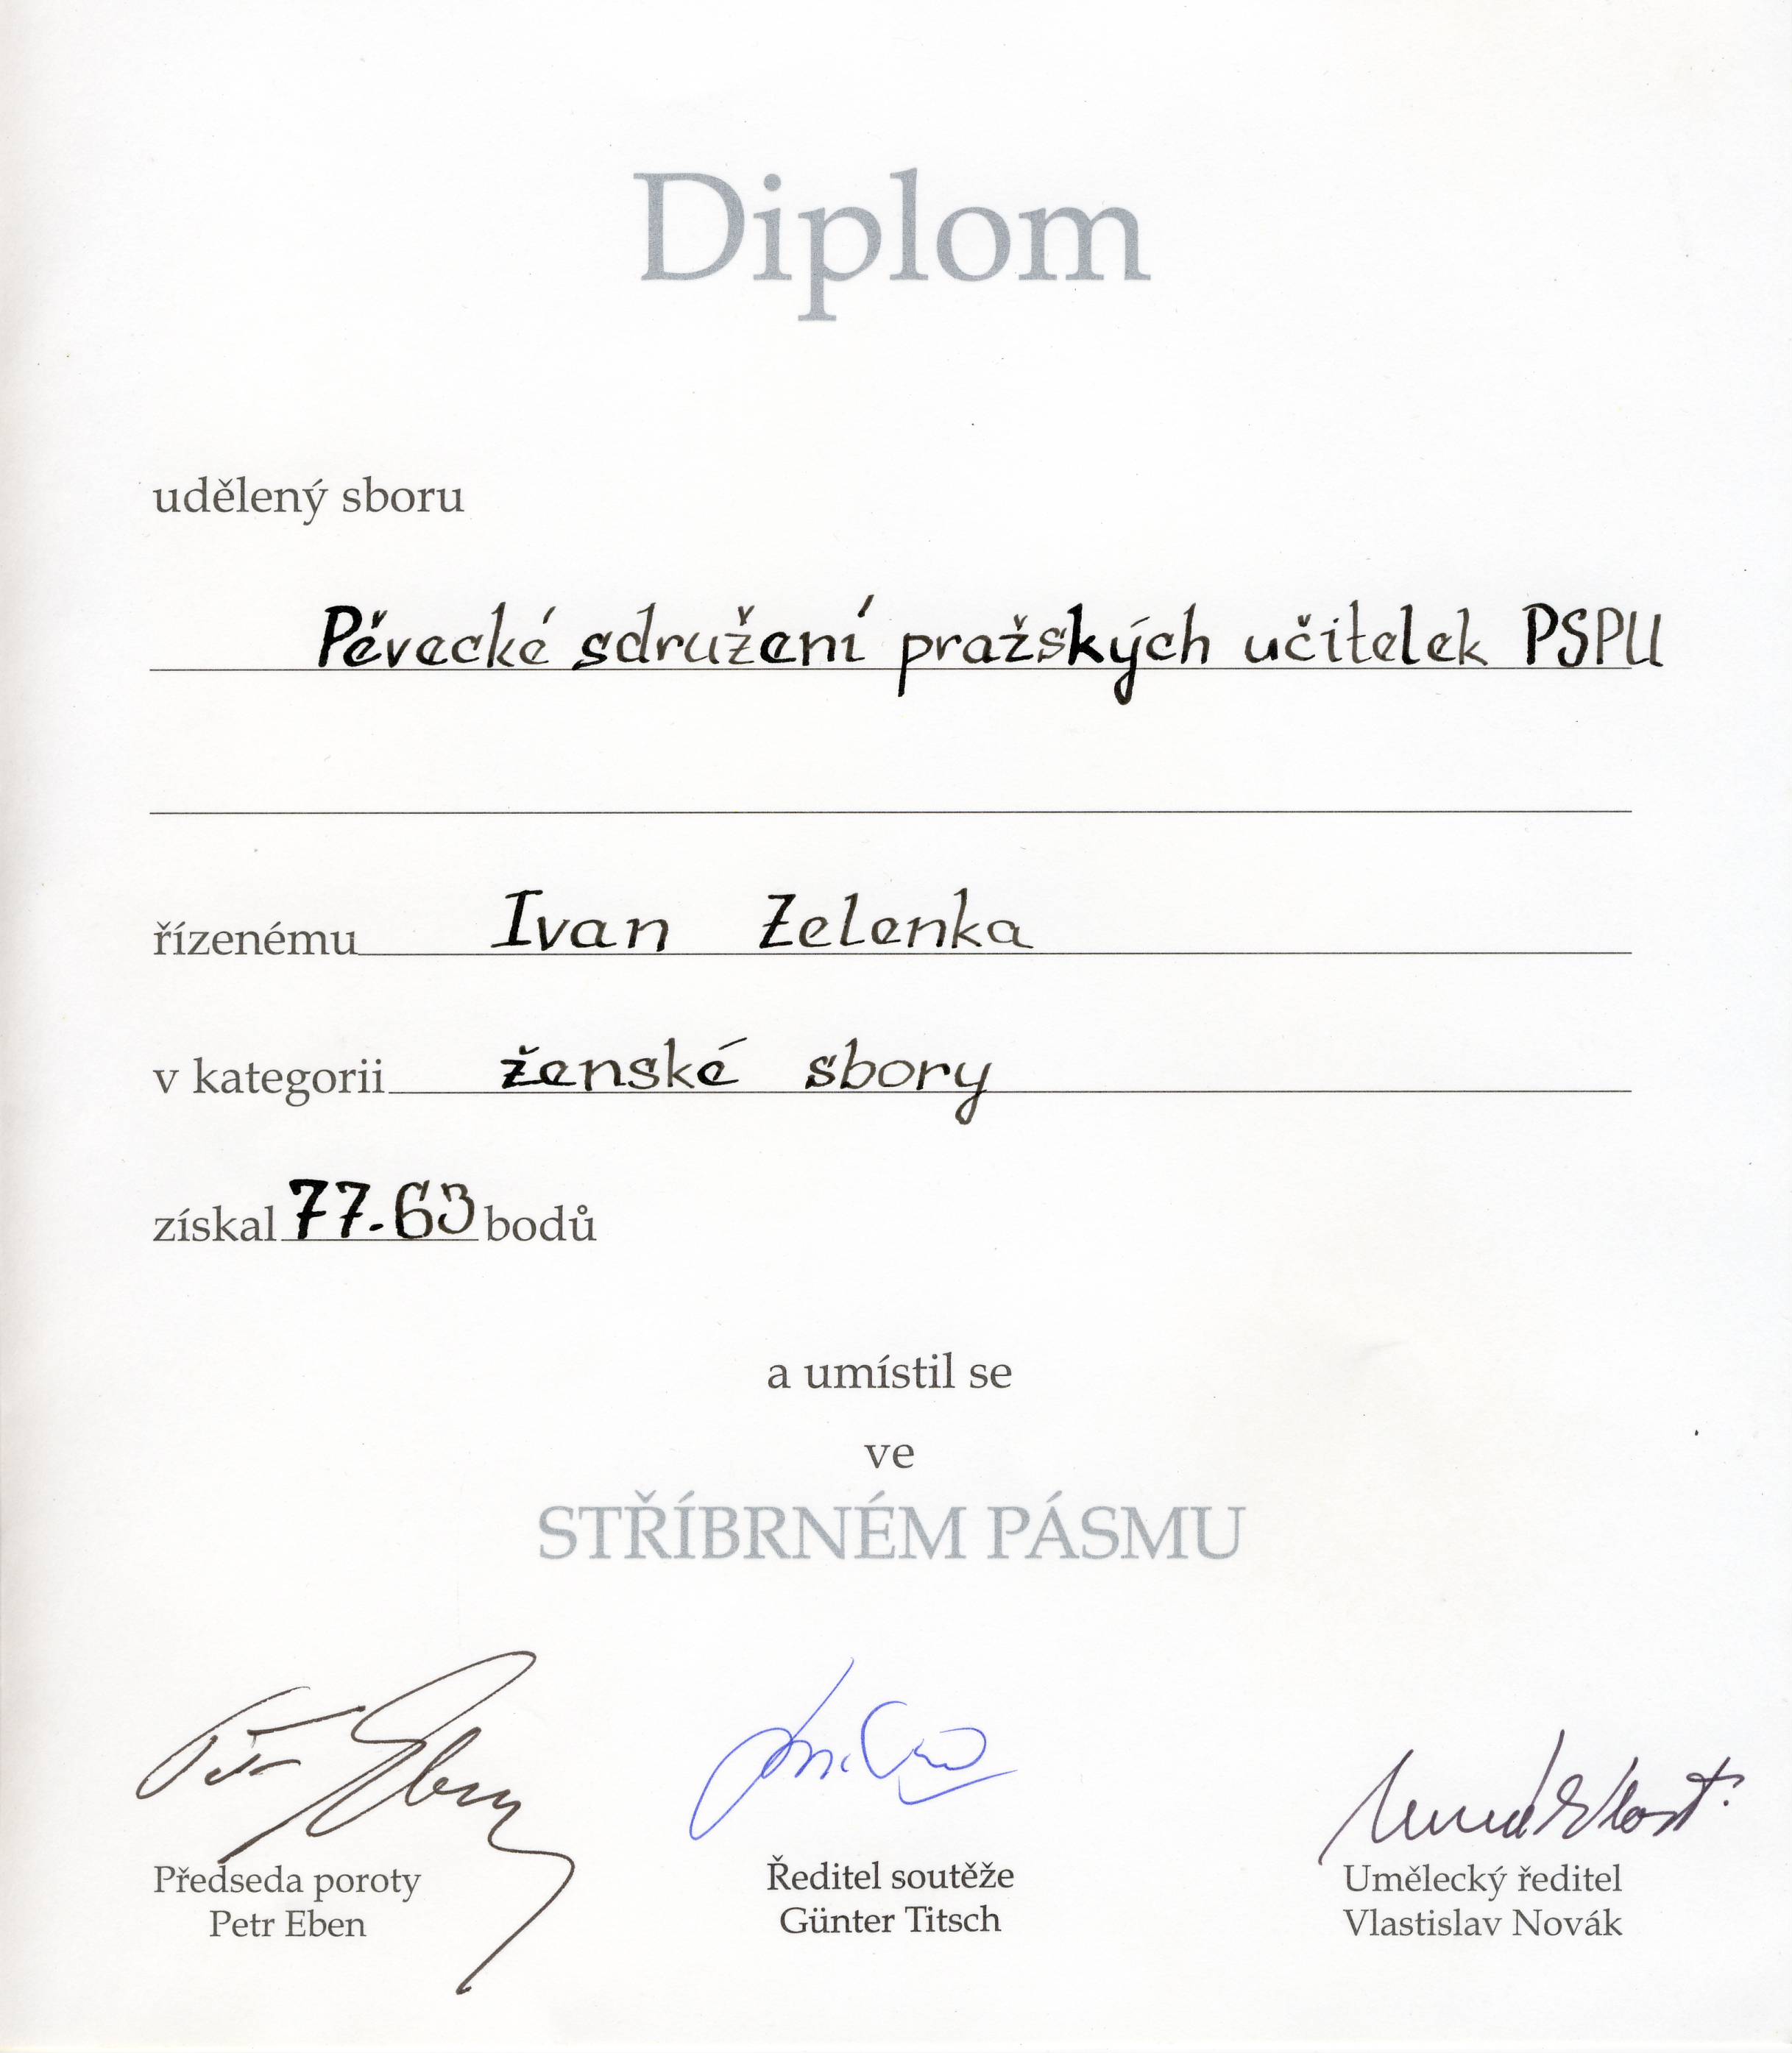 Diplom
udělený sboru
Pěvecké sdružení pražských učitelek PSPU
řízenému Ivan Zelenka
v kategorii ženské sbory
získal 77.63 bodů
a umístil se
ve
STŘÍBRNÉM PÁSMU
Předseda poroty
Petr Eben
Ředitel soutěže
Günter Titsch
Umělecký ředitel
Vlastislav Novák